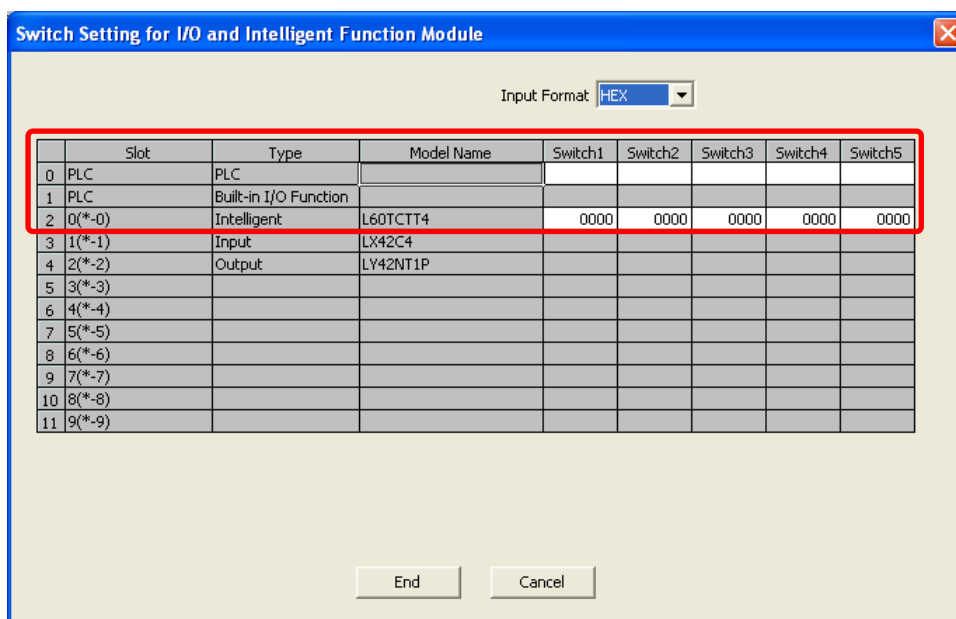 Switch Setting for I/O and Intelligent Function Module
Input Format HEX
Slot Type Model Name Switch1 Switch2 Switch3 Switch4 Switch5
0 PLC PLC
1 PLC Built-in I/O Function
2 0(*-0) Intelligent L60TCTT4 0000 0000 0000 0000 0000
3 1(*-1) Input LX42C4
4 2(*-2) Output LY42NT1P
5 3(*-3)
6 4(*-4)
7 5(*-5)
8 6(*-6)
9 7(*-7)
10 8(*-8)
11 9(*-9)
End Cancel